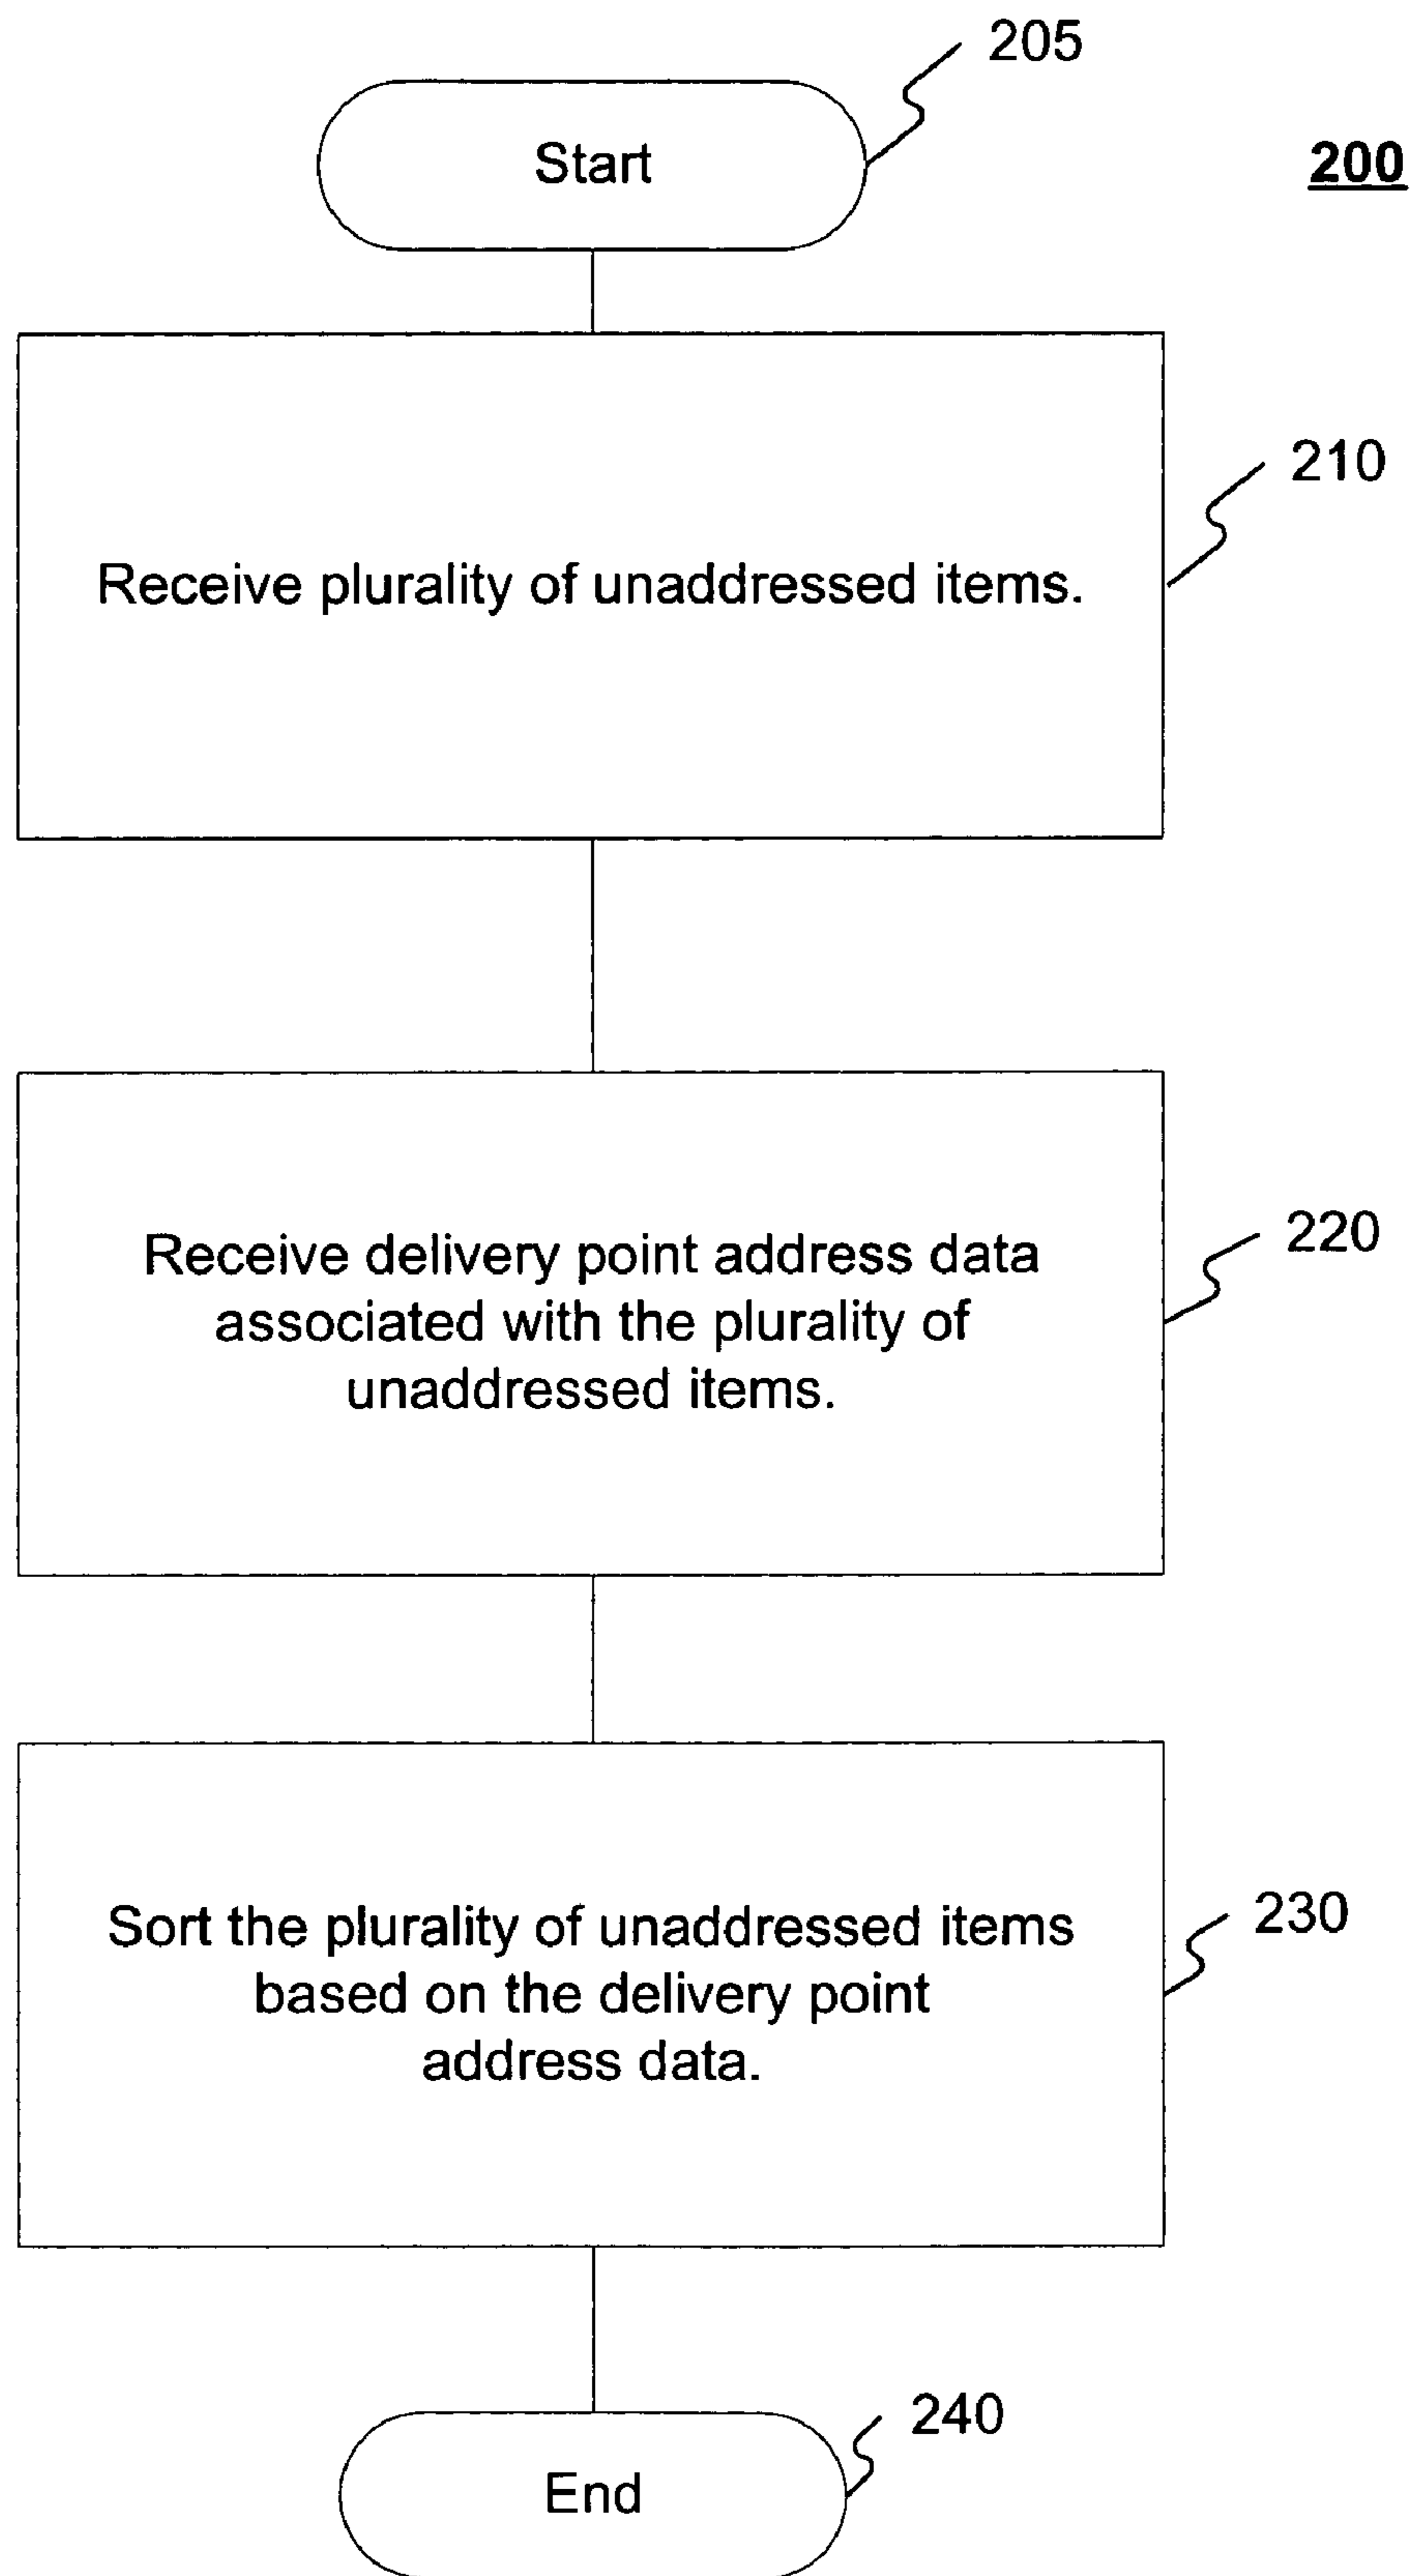 205
Start
200
210
Receive plurality of unaddressed items.
220
Receive delivery point address data
associated with the plurality of
unaddressed items.
230
Sort the plurality of unaddressed items
based on the delivery point
address data.
240
End